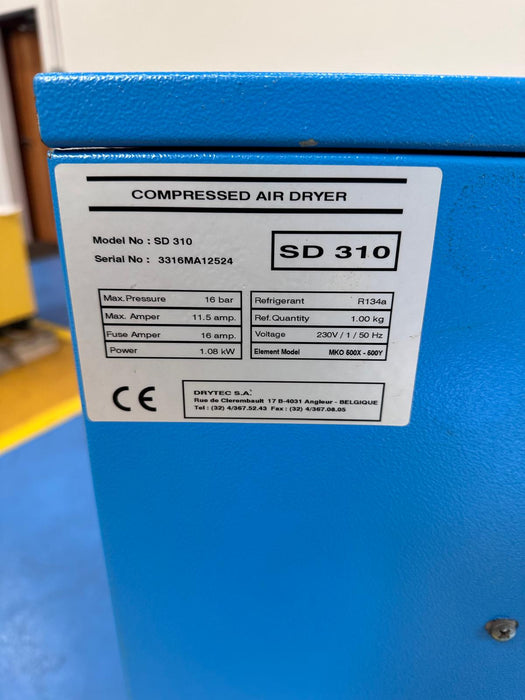 COMPRESSED AIR DRYER
Model No : SD 310
Serial No : 3316MA12524
SD 310
Max.Pressure 16 bar
Max. Amper 11.5 amp.
Fuse Amper 16 amp.
Power 1.08 kW
Refrigerant R134a
Ref.Quantity 1.00 kg
Voltage 230V / 1 / 50 Hz
Element Model MKO 500X - 500Y
CE
DRYTEC S.A.
Rue de Clerembault 17 B-4031 Angleur - BELGIQUE
Tel : (32) 4/367.52.43 Fax : (32) 4/367.08.05